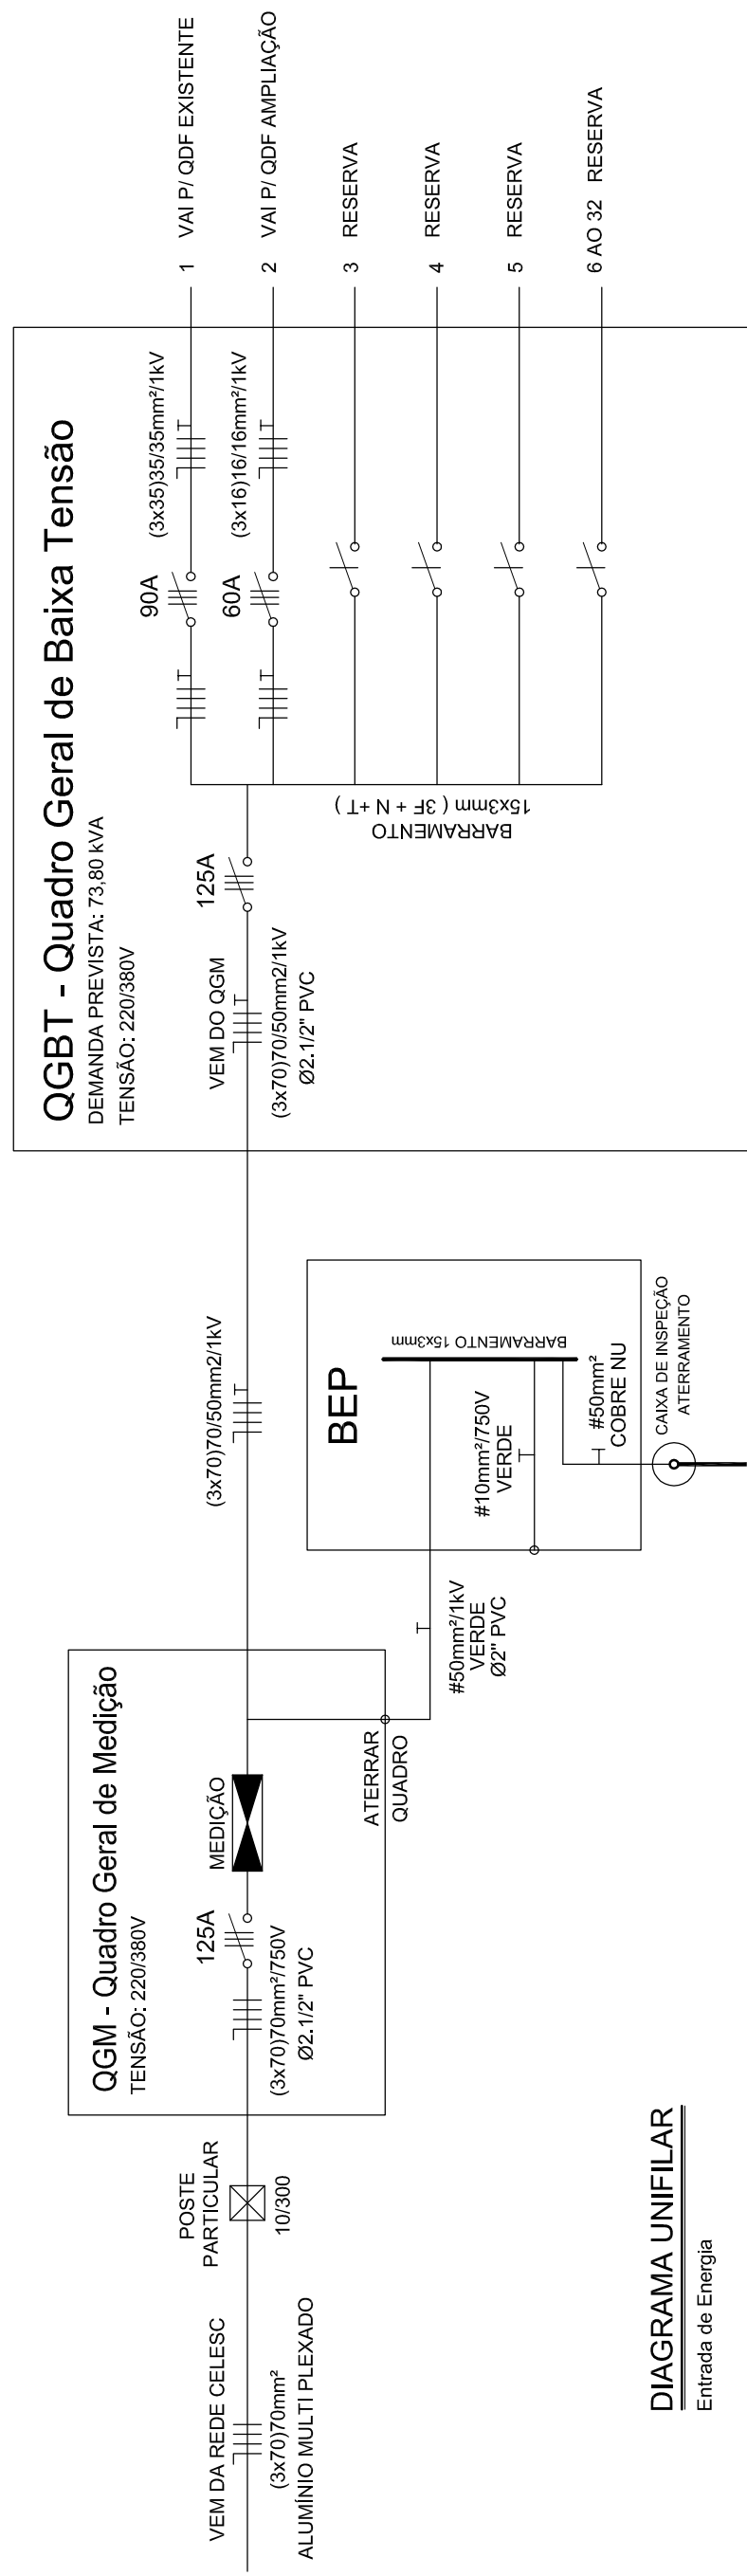 VEM DA REDE CELESC
(3x70)70mm²
ALUMÍNIO MULTI PLEXADO
POSTE
PARTICULAR
10/300
QGM - Quadro Geral de Medição
TENSÃO: 220/380V
125A
(3x70)70mm²/750V
Ø2.1/2" PVC
MEDIÇÃO
ATERRAR
QUADRO
(3x70)70/50mm2/1kV
#50mm²/1kV
VERDE
Ø2" PVC
BEP
BARRAMENTO 15x3mm
#10mm²/750V
VERDE
#50mm²
COBRE NU
CAIXA DE INSPEÇÃO
ATERRAMENTO
QGBT - Quadro Geral de Baixa Tensão
DEMANDA PREVISTA: 73,80 kVA
TENSÃO: 220/380V
VEM DO QGM
(3x70)70/50mm2/1kV
Ø2.1/2" PVC
125A
BARRAMENTO
15x3mm ( 3F + N +T )
90A
(3x35)35/35mm²/1kV
1 VAI P/ QDF EXISTENTE
60A
(3x16)16/16mm²/1kV
2 VAI P/ QDF AMPLIAÇÃO
3 RESERVA
4 RESERVA
5 RESERVA
6 AO 32 RESERVA
DIAGRAMA UNIFILAR
Entrada de Energia